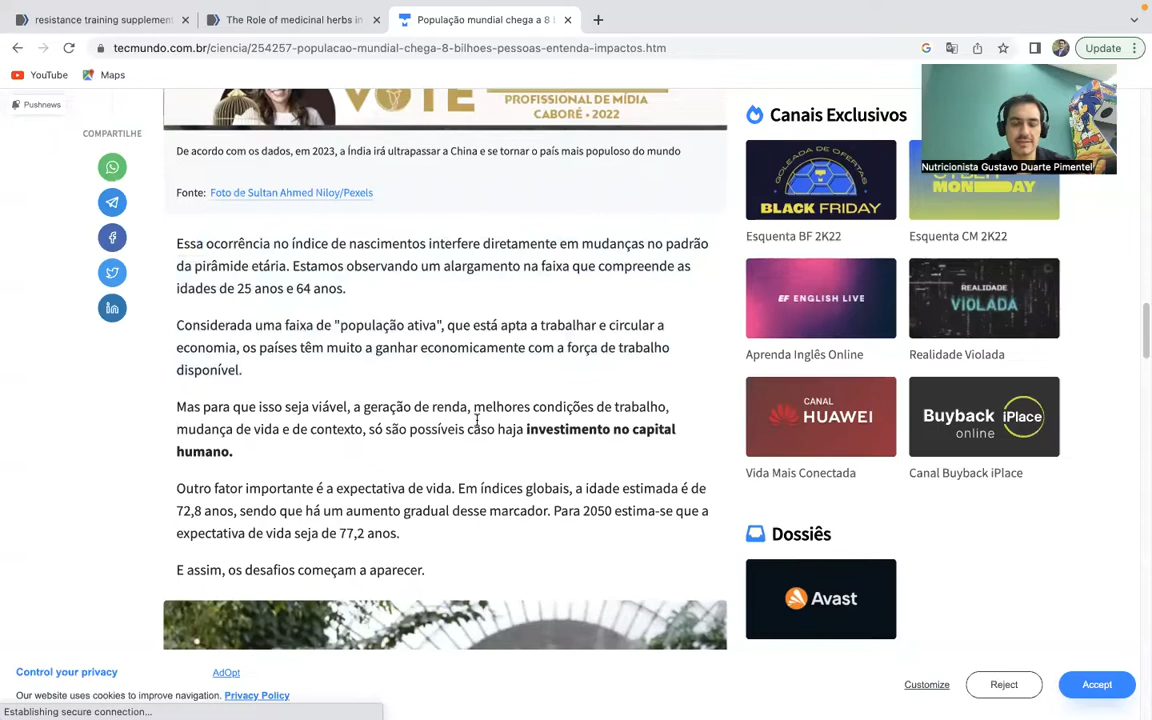 resistance training supplement
The Role of medicinal herbs in
População mundial chega a 8 b
tecmundo.com.br/ciencia/254257-populacao-mundial-chega-8-bilhoes-pessoas-entenda-impactos.htm
Update
YouTube
Maps
Pushnews
COMPARTILHE
VOTE
PROFISSIONAL DE MÍDIA
CABORÉ • 2022
De acordo com os dados, em 2023, a Índia irá ultrapassar a China e se tornar o país mais populoso do mundo
Fonte: Foto de Sultan Ahmed Niloy/Pexels
Essa ocorrência no índice de nascimentos interfere diretamente em mudanças no padrão
da pirâmide etária. Estamos observando um alargamento na faixa que compreende as
idades de 25 anos e 64 anos.
Considerada uma faixa de "população ativa", que está apta a trabalhar e circular a
economia, os países têm muito a ganhar economicamente com a força de trabalho
disponível.
Mas para que isso seja viável, a geração de renda, melhores condições de trabalho,
mudança de vida e de contexto, só são possíveis caso haja investimento no capital
humano.
Outro fator importante é a expectativa de vida. Em índices globais, a idade estimada é de
72,8 anos, sendo que há um aumento gradual desse marcador. Para 2050 estima-se que a
expectativa de vida seja de 77,2 anos.
E assim, os desafios começam a aparecer.
Canais Exclusivos
Nutricionista Gustavo Duarte Pimentel
GOLEADA DE OFERTAS
BLACK FRIDAY
MONDAY
Esquenta BF 2K22
Esquenta CM 2K22
EF ENGLISH LIVE
REALIDADE
VIOLADA
Aprenda Inglês Online
Realidade Violada
CANAL
HUAWEI
Buyback iPlace
online
Vida Mais Conectada
Canal Buyback iPlace
Dossiês
Avast
Control your privacy
AdOpt
Our website uses cookies to improve navigation. Privacy Policy
Customize
Reject
Accept
Establishing secure connection...